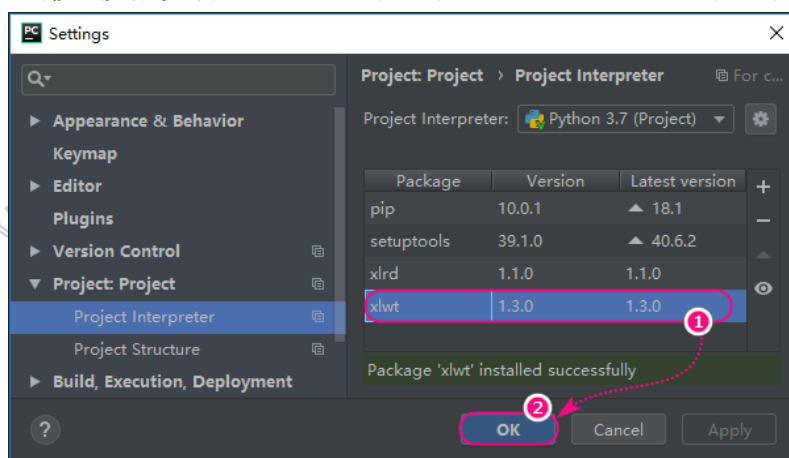 PC Settings
Project: Project › Project Interpreter For c...
Appearance & Behavior
Keymap
Editor
Plugins
Version Control
Project: Project
Project Interpreter
Project Structure
Build, Execution, Deployment
Project Interpreter: Python 3.7 (Project)
Package Version Latest version
pip 10.0.1 18.1
setuptools 39.1.0 40.6.2
xlrd 1.1.0 1.1.0
xlwt 1.3.0 1.3.0
1
Package 'xlwt' installed successfully
2
? OK Cancel Apply